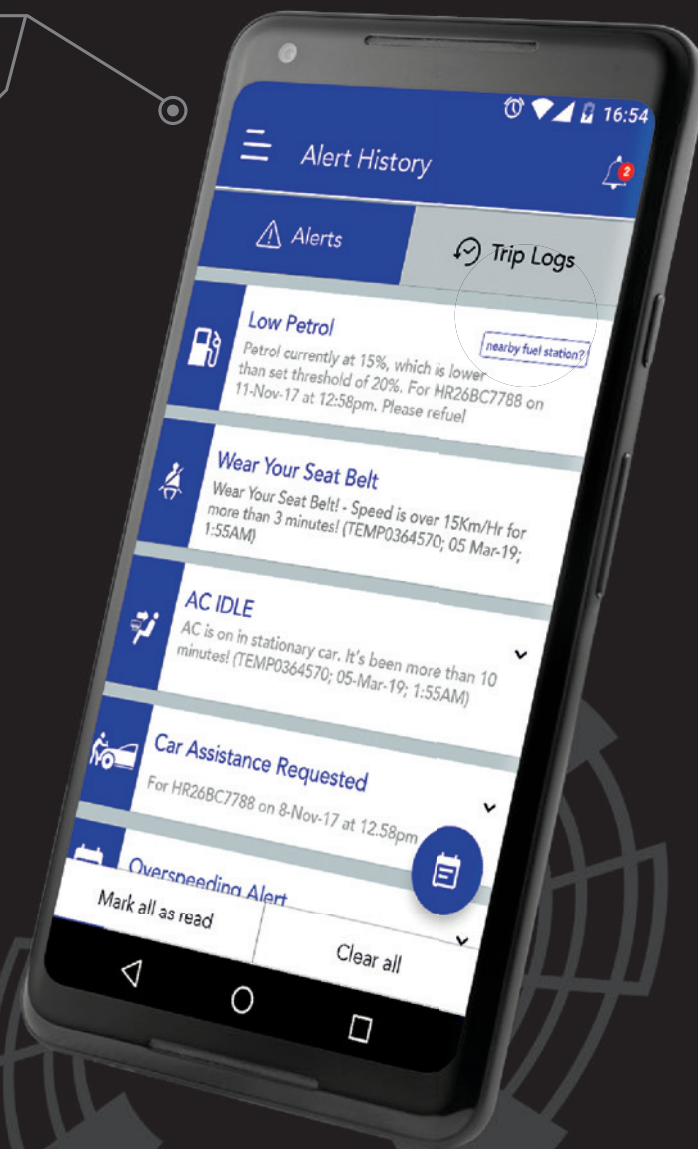 16:54
Alert History
2
Alerts
Trip Logs
Low Petrol
nearby fuel station?
Petrol currently at 15%, which is lower
than set threshold of 20%. For HR26BC7788 on
11-Nov-17 at 12:58pm. Please refuel
Wear Your Seat Belt
Wear Your Seat Belt! - Speed is over 15Km/Hr for
more than 3 minutes! (TEMP0364570; 05 Mar-19;
1:55AM)
AC IDLE
AC is on in stationary car. It's been more than 10
minutes! (TEMP0364570; 05-Mar-19; 1:55AM)
Car Assistance Requested
For HR26BC7788 on 8-Nov-17 at 12.58pm
Overspeeding Alert
Mark all as read
Clear all